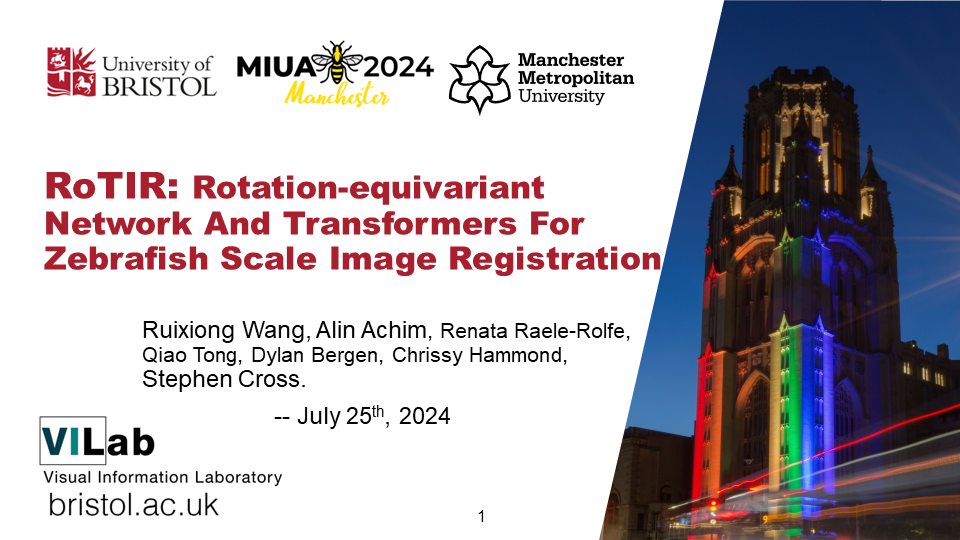 University of
BRISTOL
MIUA 2024
Manchester
Manchester
Metropolitan
University
RoTIR: Rotation-equivariant
Network And Transformers For
Zebrafish Scale Image Registration
Ruixiong Wang, Alin Achim, Renata Raele-Rolfe,
Qiao Tong, Dylan Bergen, Chrissy Hammond,
Stephen Cross.
-- July 25th, 2024
VILab
Visual Information Laboratory
bristol.ac.uk
1